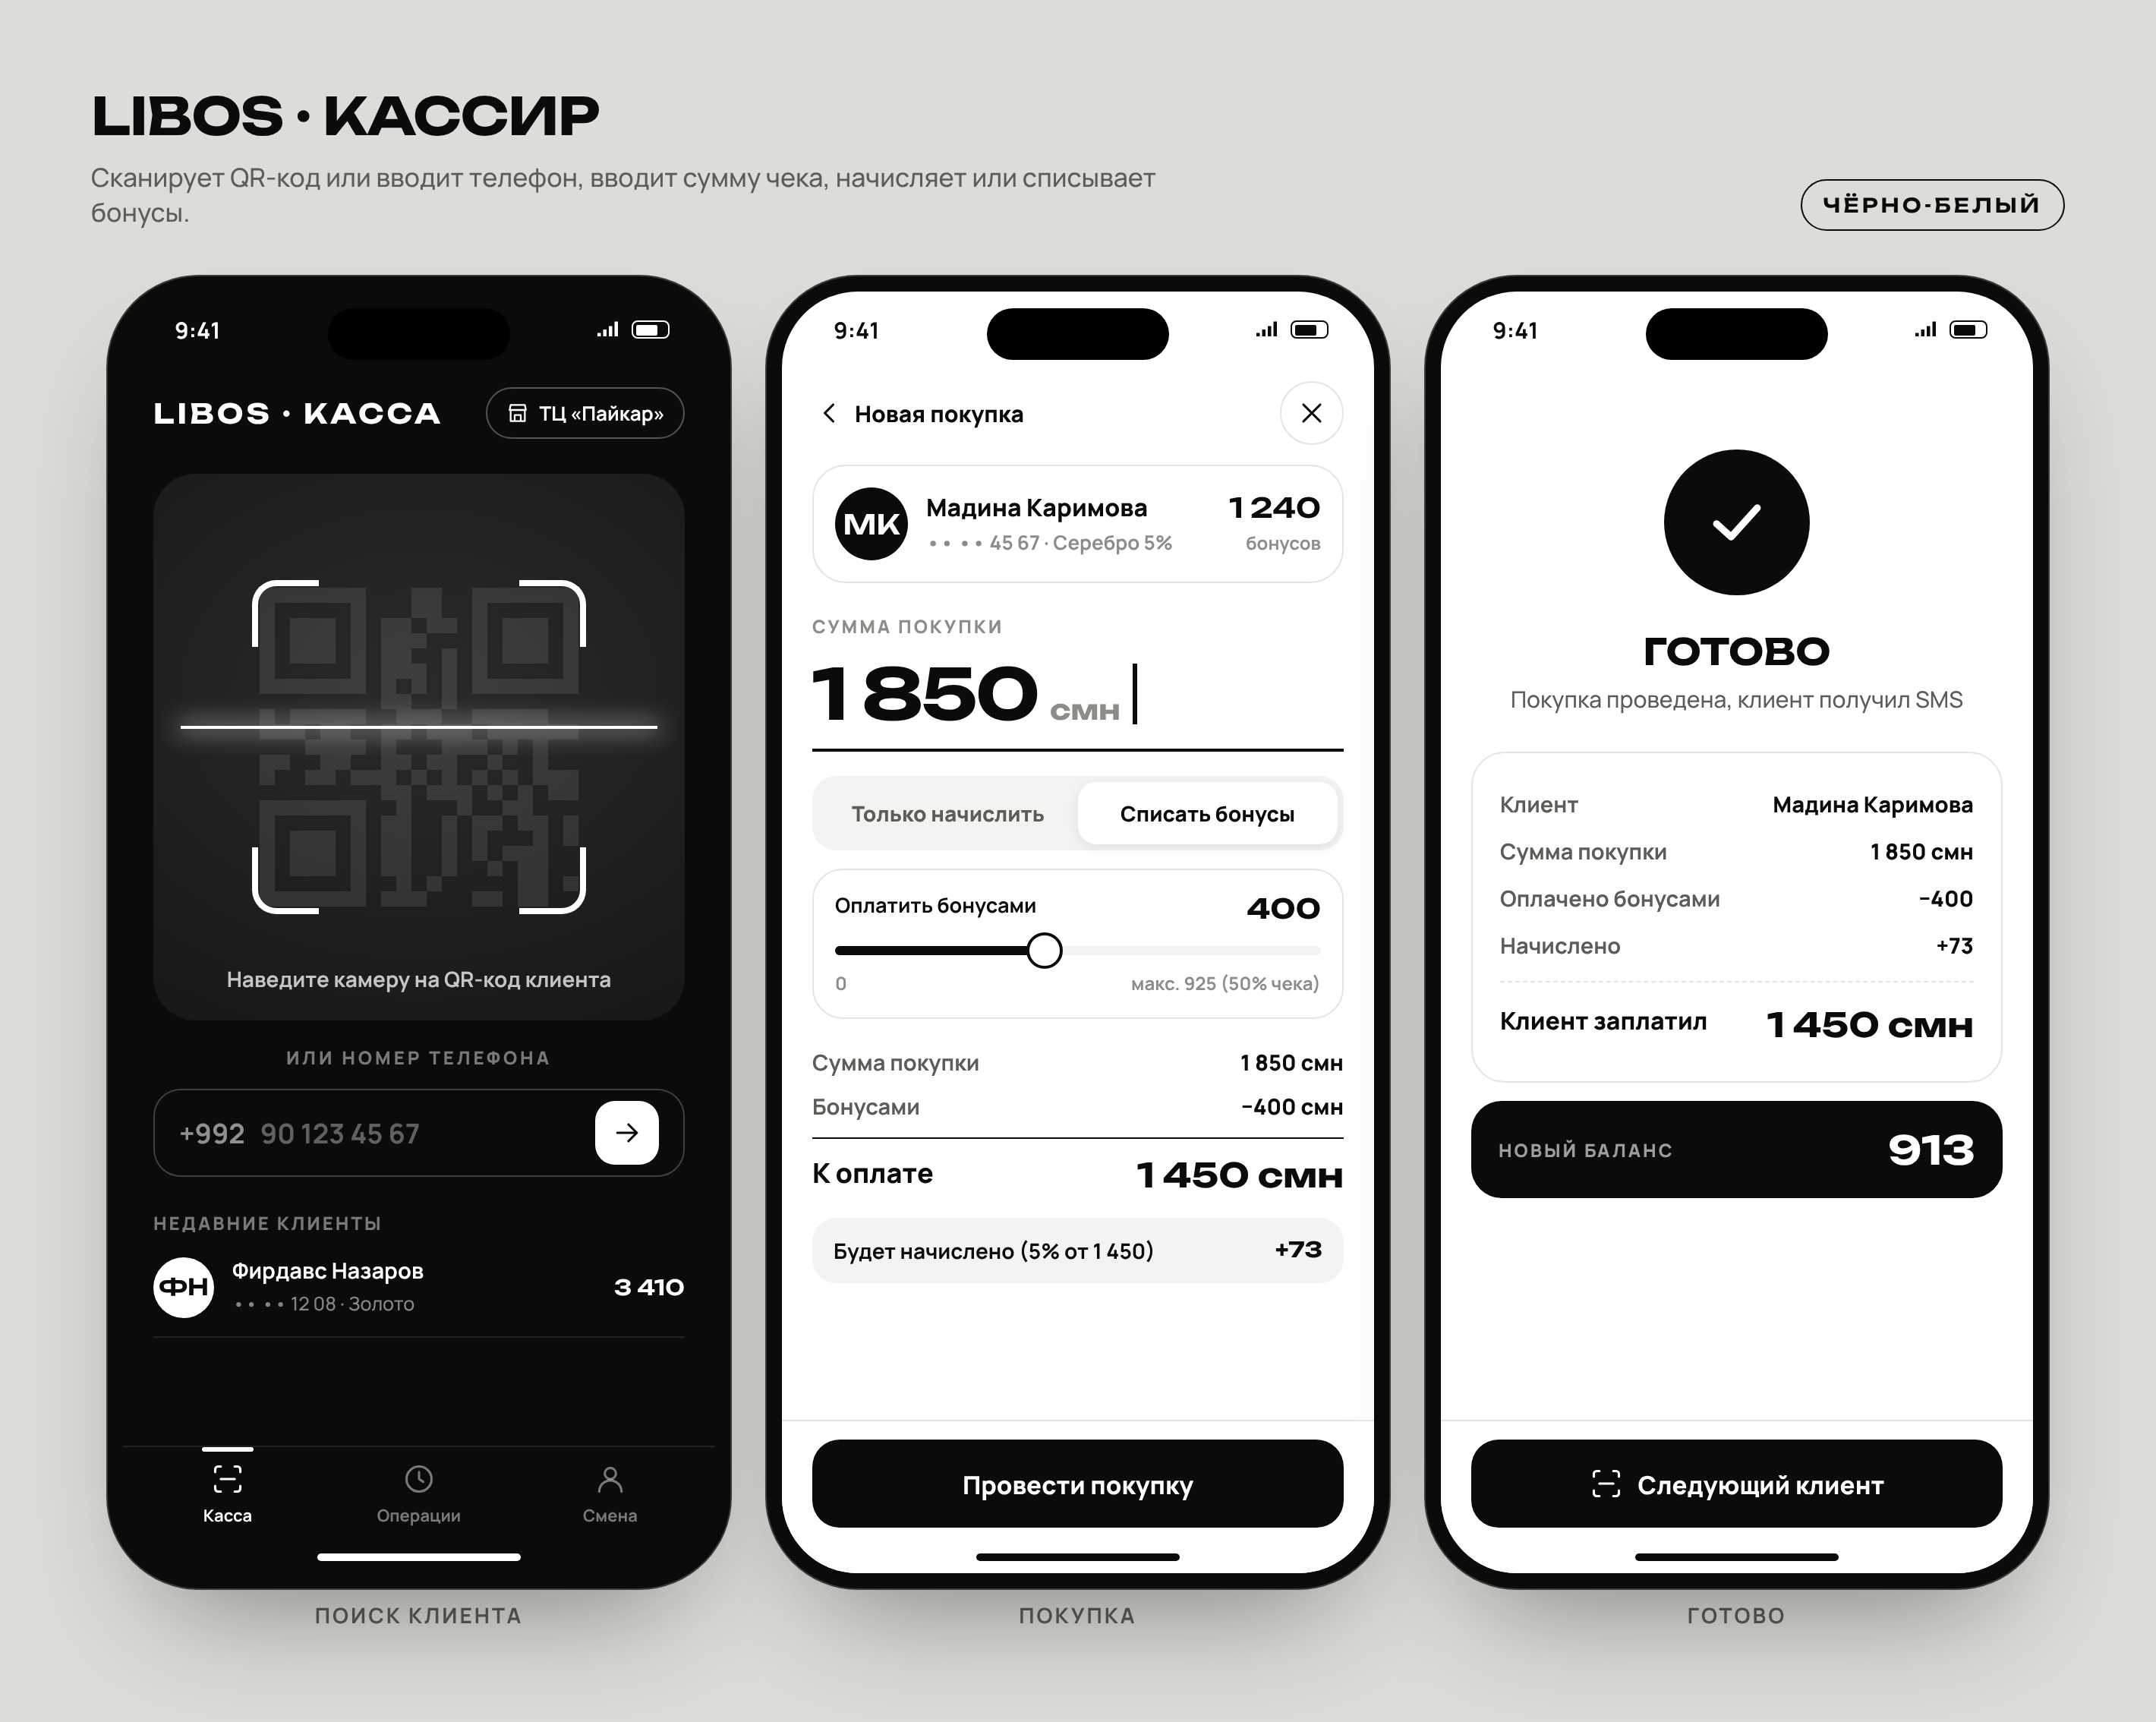 LIBOS · КАССИР
Сканирует QR-код или вводит телефон, вводит сумму чека, начисляет или списывает
бонусы.
ЧЁРНО-БЕЛЫЙ
9:41
LIBOS · КАССА
ТЦ «Пайкар»
Наведите камеру на QR-код клиента
ИЛИ НОМЕР ТЕЛЕФОНА
+992 90 123 45 67
НЕДАВНИЕ КЛИЕНТЫ
ФН
Фирдавс Назаров
•• •• 12 08 · Золото
3 410
Касса
Операции
Смена
ПОИСК КЛИЕНТА
9:41
Новая покупка
МК
Мадина Каримова
•• •• 45 67 · Серебро 5%
1 240
бонусов
СУММА ПОКУПКИ
1 850 смн
Только начислить
Списать бонусы
Оплатить бонусами
400
0
макс. 925 (50% чека)
Сумма покупки
1 850 смн
Бонусами
−400 смн
К оплате
1 450 смн
Будет начислено (5% от 1 450)
+73
Провести покупку
ПОКУПКА
9:41
ГОТОВО
Покупка проведена, клиент получил SMS
Клиент
Мадина Каримова
Сумма покупки
1 850 смн
Оплачено бонусами
−400
Начислено
+73
Клиент заплатил
1 450 смн
НОВЫЙ БАЛАНС
913
Следующий клиент
ГОТОВО